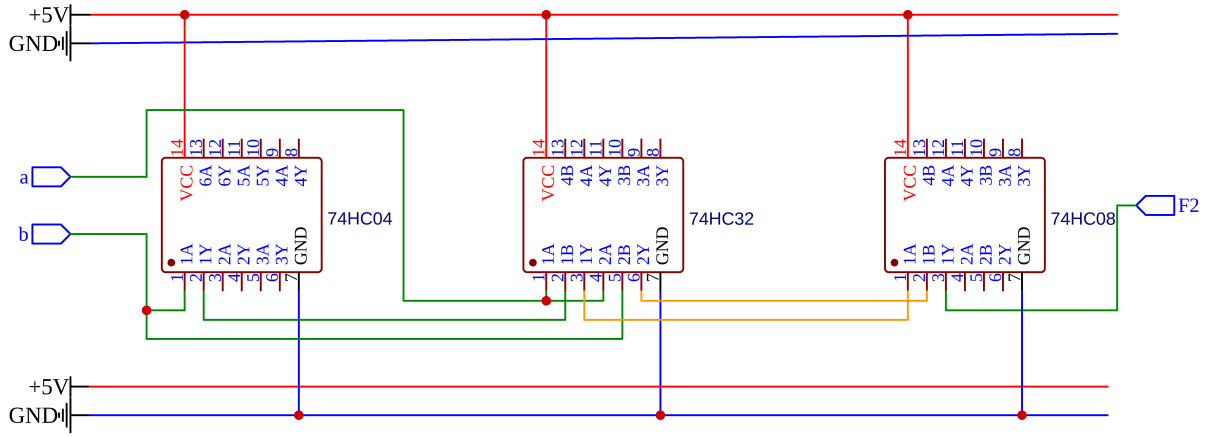 +5V
GND
14 13 12 11 10 9 8
VCC 6A 6Y 5A 5Y 4A 4Y
1A 1Y 2A 2Y 3A 3Y GND
1 2 3 4 5 6 7
74HC04
14 13 12 11 10 9 8
VCC 4B 4A 4Y 3B 3A 3Y
1A 1B 1Y 2A 2B 2Y GND
1 2 3 4 5 6 7
74HC32
14 13 12 11 10 9 8
VCC 4B 4A 4Y 3B 3A 3Y
1A 1B 1Y 2A 2B 2Y GND
1 2 3 4 5 6 7
74HC08
a
b
F2
+5V
GND